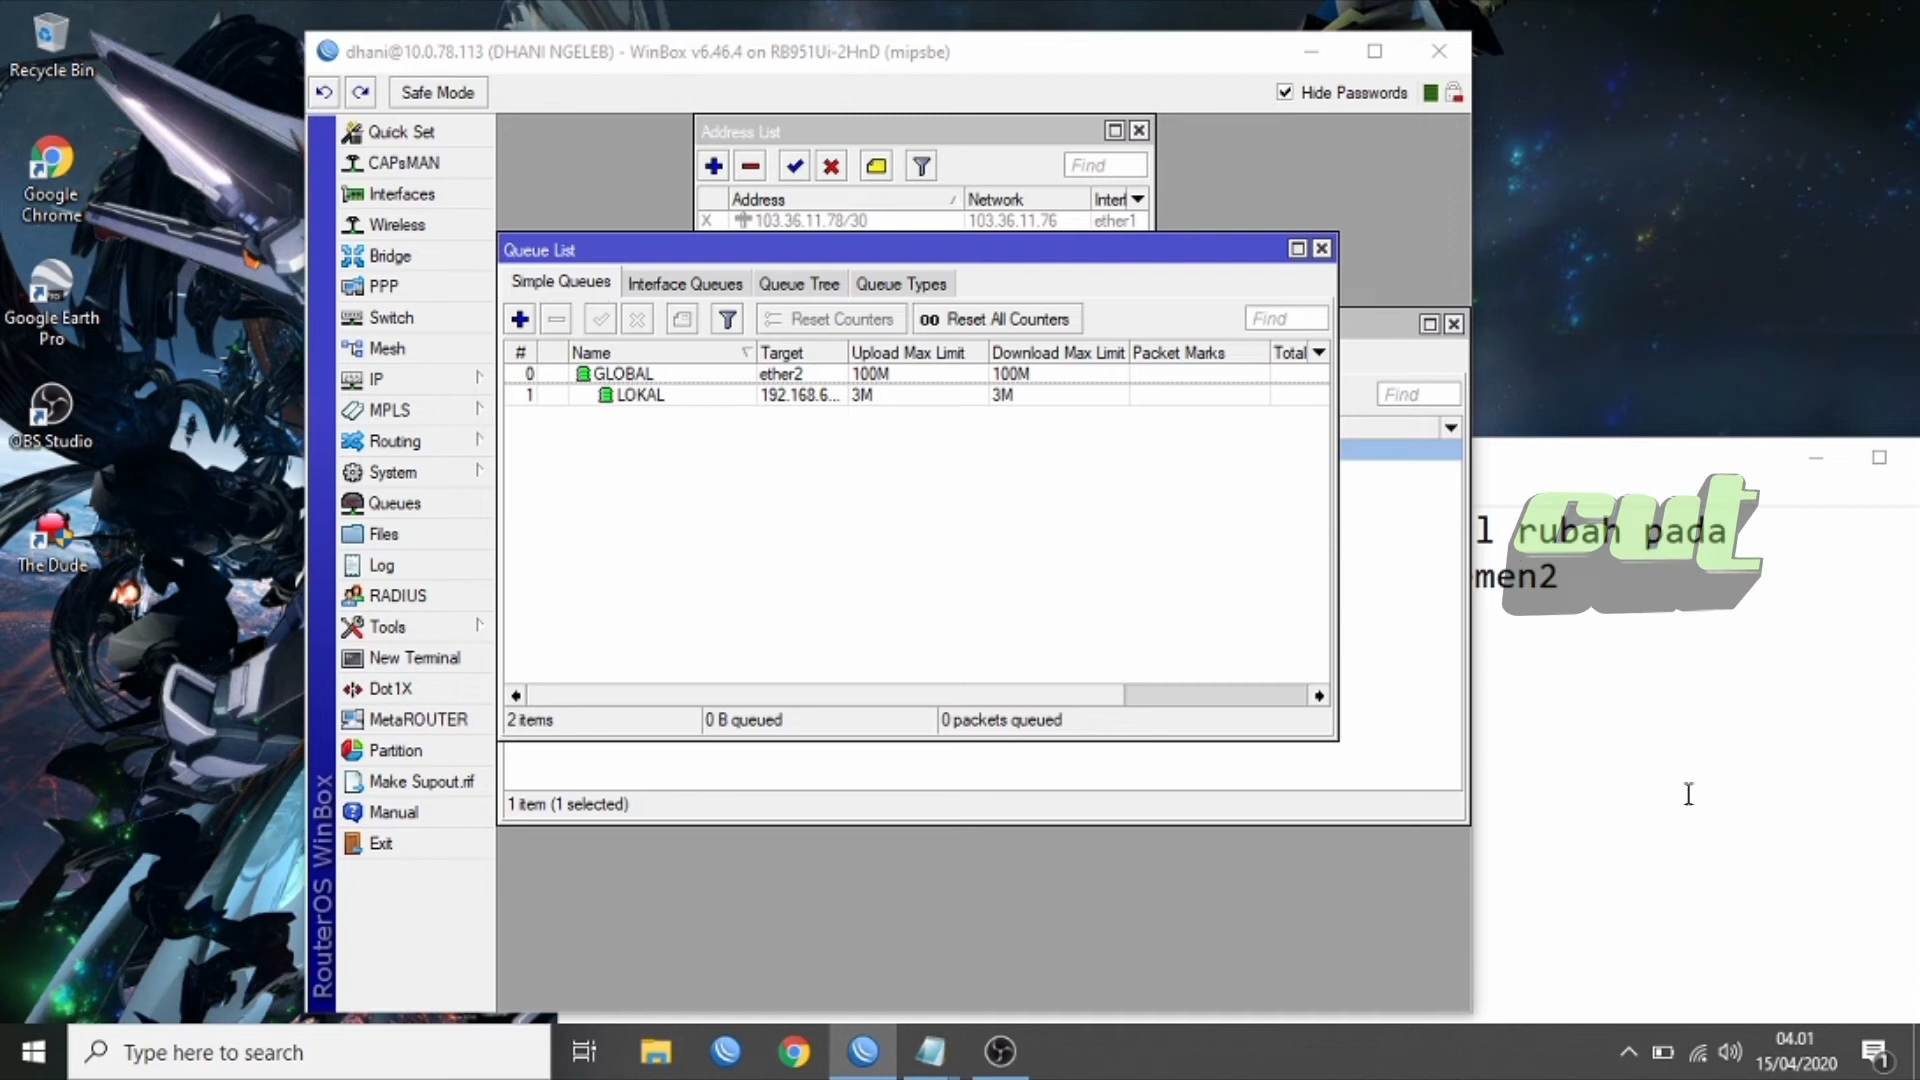 Recycle Bin
Google
Chrome
Google Earth
Pro
OBS Studio
The Dude
dhani@10.0.78.113 (DHANI NGELEB) - WinBox v6.46.4 on RB951Ui-2HnD (mipsbe)
Safe Mode
Hide Passwords
RouterOS WinBox
Quick Set
CAPsMAN
Interfaces
Wireless
Bridge
PPP
Switch
Mesh
IP
MPLS
Routing
System
Queues
Files
Log
RADIUS
Tools
New Terminal
Dot1X
MetaROUTER
Partition
Make Supout.rif
Manual
Exit
Address List
Find
Address Network Interf
X 103.36.11.78/30 103.36.11.76 ether1
Queue List
Simple Queues Interface Queues Queue Tree Queue Types
Reset Counters 00 Reset All Counters Find
# Name Target Upload Max Limit Download Max Limit Packet Marks Total
0 GLOBAL ether2 100M 100M
1 LOKAL 192.168.6... 3M 3M
2 items 0 B queued 0 packets queued
Find
1 item (1 selected)
l rubah pada
emen2
cut
Type here to search
04.01
15/04/2020
1